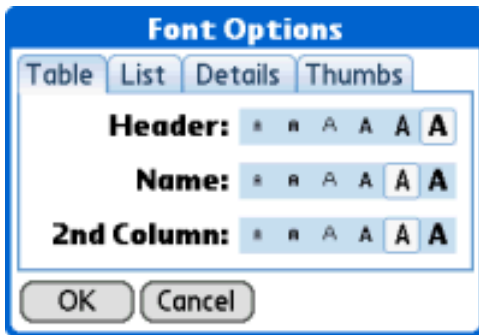 Font Options
Table List Details Thumbs
Header: A A A A A A
Name: A A A A A A
2nd Column: A A A A A A
OK Cancel